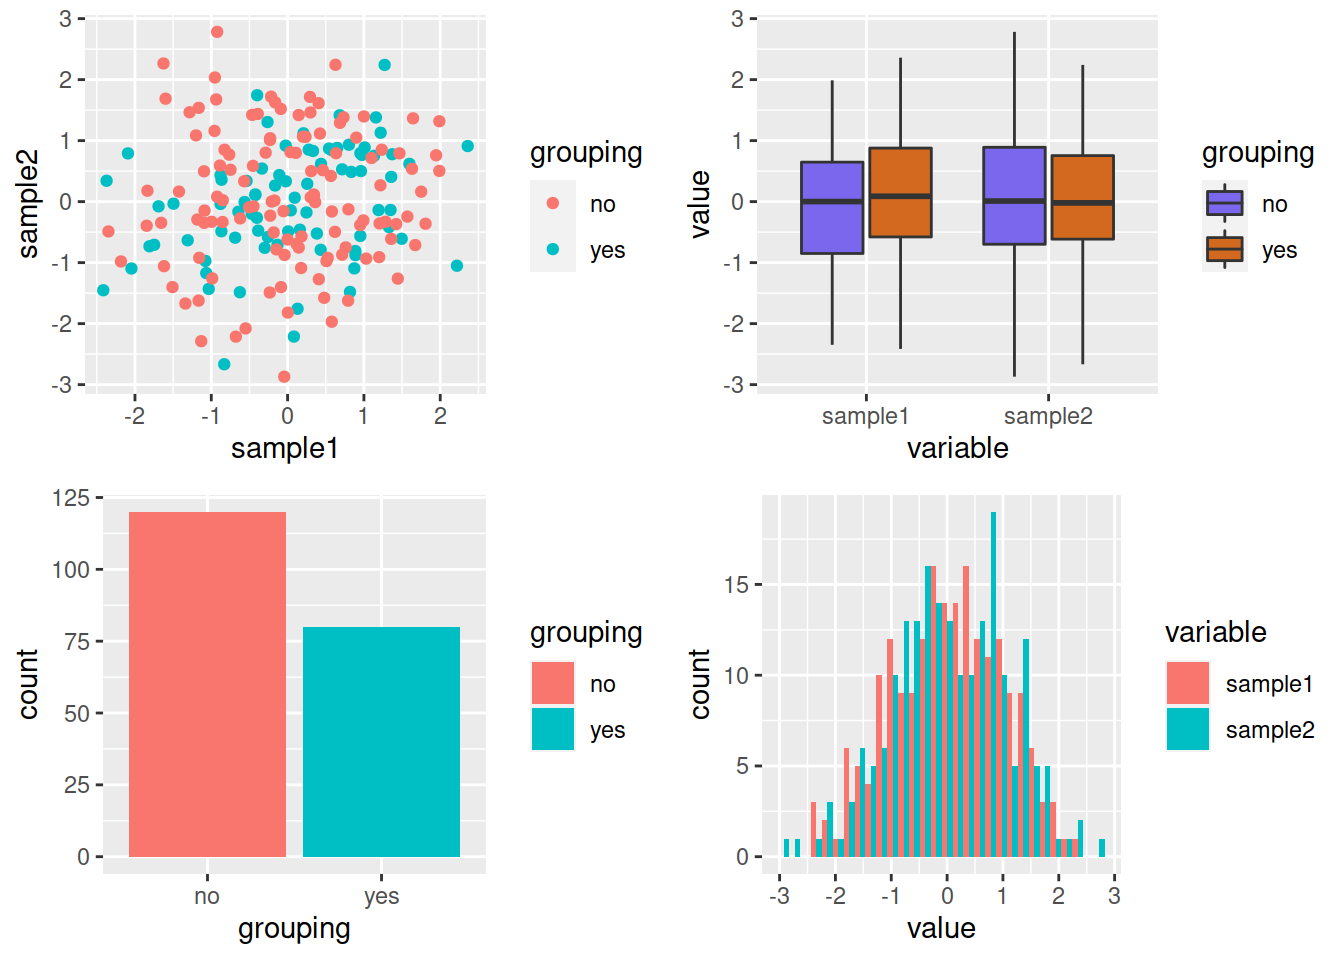 3
2
1
0
-1
-2
-3
sample2
-2 -1 0 1 2
sample1
grouping
no
yes
3
2
1
0
-1
-2
-3
value
sample1 sample2
variable
grouping
no
yes
125
100
75
50
25
0
count
no yes
grouping
grouping
no
yes
15
10
5
0
count
-3 -2 -1 0 1 2 3
value
variable
sample1
sample2